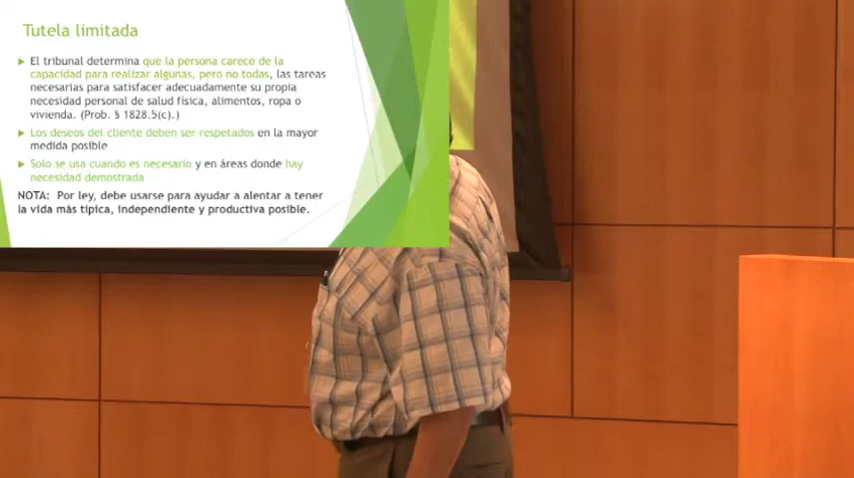 Tutela limitada
El tribunal determina que la persona carece de la
capacidad para realizar algunas, pero no todas, las tareas
necesarias para satisfacer adecuadamente su propia
necesidad personal de salud física, alimentos, ropa o
vivienda. (Prob. § 1828.5(c).)
Los deseos del cliente deben ser respetados en la mayor
medida posible
Solo se usa cuando es necesario y en áreas donde hay
necesidad demostrada
NOTA: Por ley, debe usarse para ayudar a alentar a tener
la vida más típica, independiente y productiva posible.